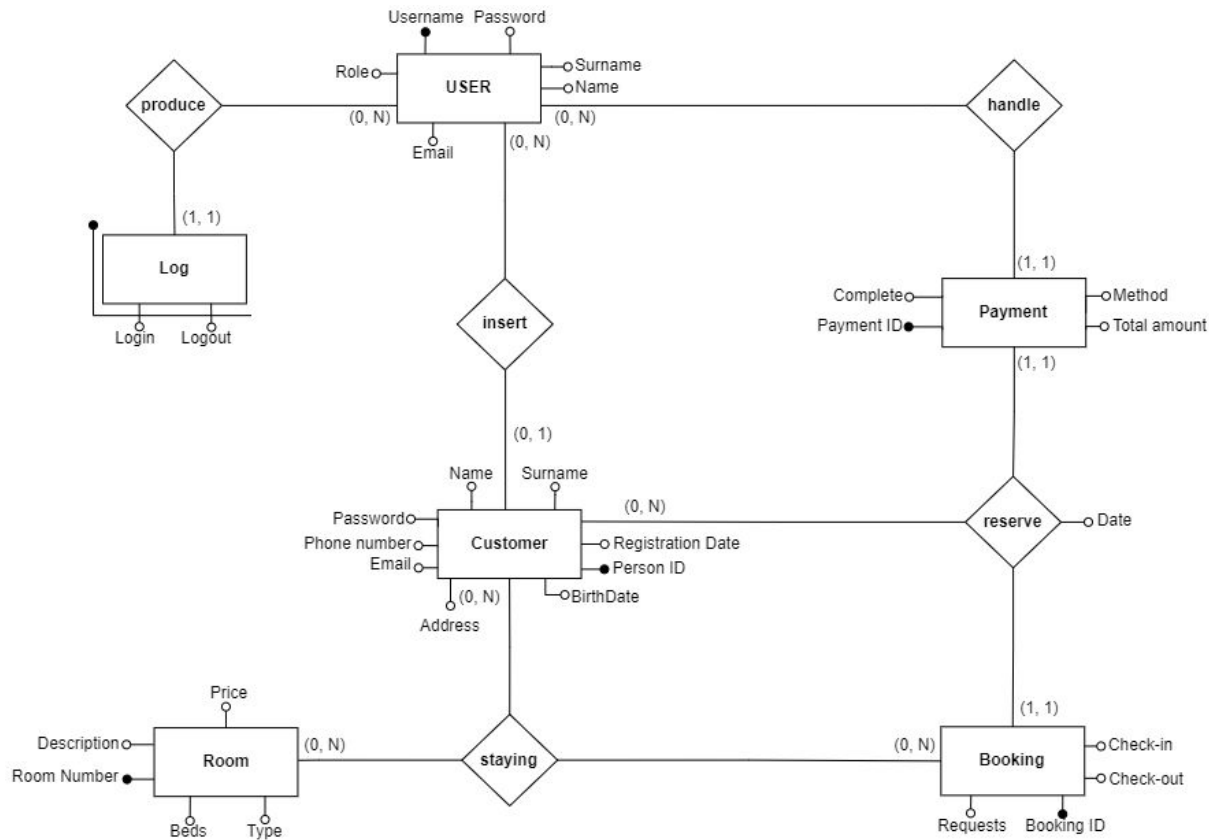 Username
Password
Role
USER
Surname
Name
Email
produce
(0, N)
(0, N)
(0, N)
handle
(1, 1)
Log
Login
Logout
insert
(0, 1)
(1, 1)
Complete
Payment ID
Payment
Method
Total amount
(1, 1)
Name
Surname
Password
Phone number
Email
Customer
Registration Date
Person ID
BirthDate
Address
(0, N)
(0, N)
reserve
Date
Price
Description
Room Number
Room
Beds
Type
(0, N)
staying
(0, N)
(1, 1)
Booking
Check-in
Check-out
Requests
Booking ID